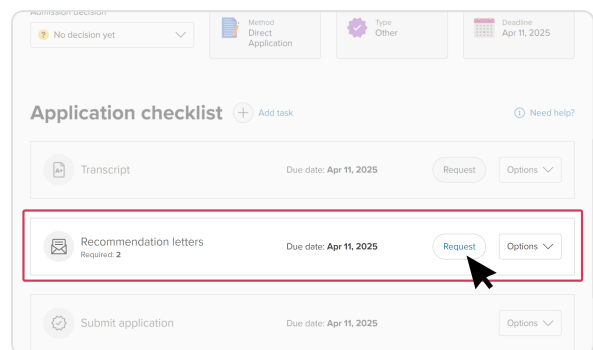 Admission decision
? No decision yet
Method
Direct
Application
Type
Other
Deadline
Apr 11, 2025
Application checklist
Add task
Need help?
A+
Transcript
Due date: Apr 11, 2025
Request
Options
Recommendation letters
Required: 2
Due date: Apr 11, 2025
Request
Options
Submit application
Due date: Apr 11, 2025
Options